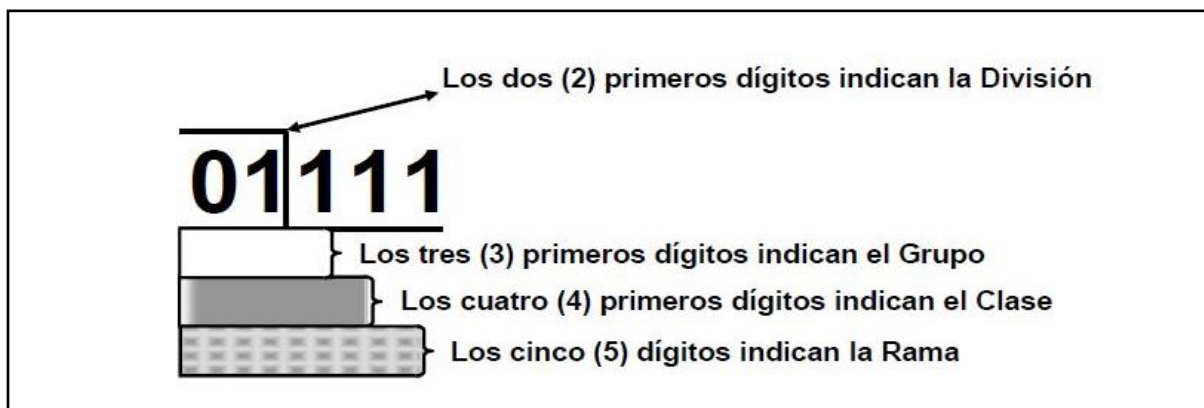 Los dos (2) primeros dígitos indican la División
01111
Los tres (3) primeros dígitos indican el Grupo
Los cuatro (4) primeros dígitos indican el Clase
Los cinco (5) dígitos indican la Rama